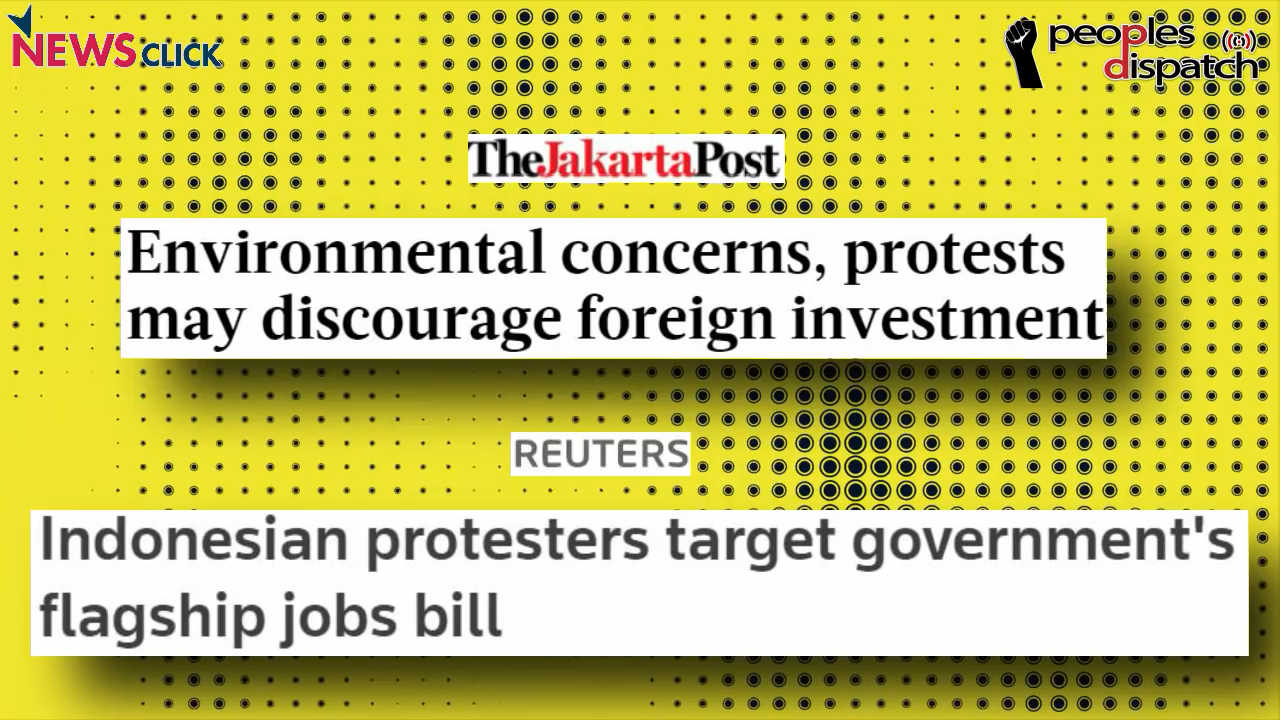 NEWSCLICK
peoples
dispatch
TheJakartaPost
Environmental concerns, protests
may discourage foreign investment
REUTERS
Indonesian protesters target government's
flagship jobs bill